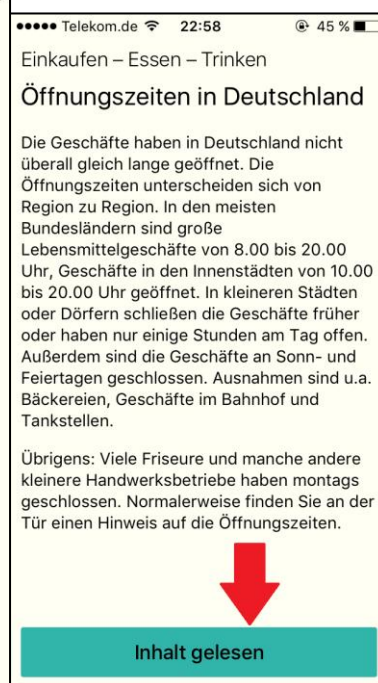 Telekom.de 22:58 45 %
Einkaufen – Essen – Trinken
Öffnungszeiten in Deutschland
Die Geschäfte haben in Deutschland nicht
überall gleich lange geöffnet. Die
Öffnungszeiten unterscheiden sich von
Region zu Region. In den meisten
Bundesländern sind große
Lebensmittelgeschäfte von 8.00 bis 20.00
Uhr, Geschäfte in den Innenstädten von 10.00
bis 20.00 Uhr geöffnet. In kleineren Städten
oder Dörfern schließen die Geschäfte früher
oder haben nur einige Stunden am Tag offen.
Außerdem sind die Geschäfte an Sonn- und
Feiertagen geschlossen. Ausnahmen sind u.a.
Bäckereien, Geschäfte im Bahnhof und
Tankstellen.
Übrigens: Viele Friseure und manche andere
kleinere Handwerksbetriebe haben montags
geschlossen. Normalerweise finden Sie an der
Tür einen Hinweis auf die Öffnungszeiten.
Inhalt gelesen